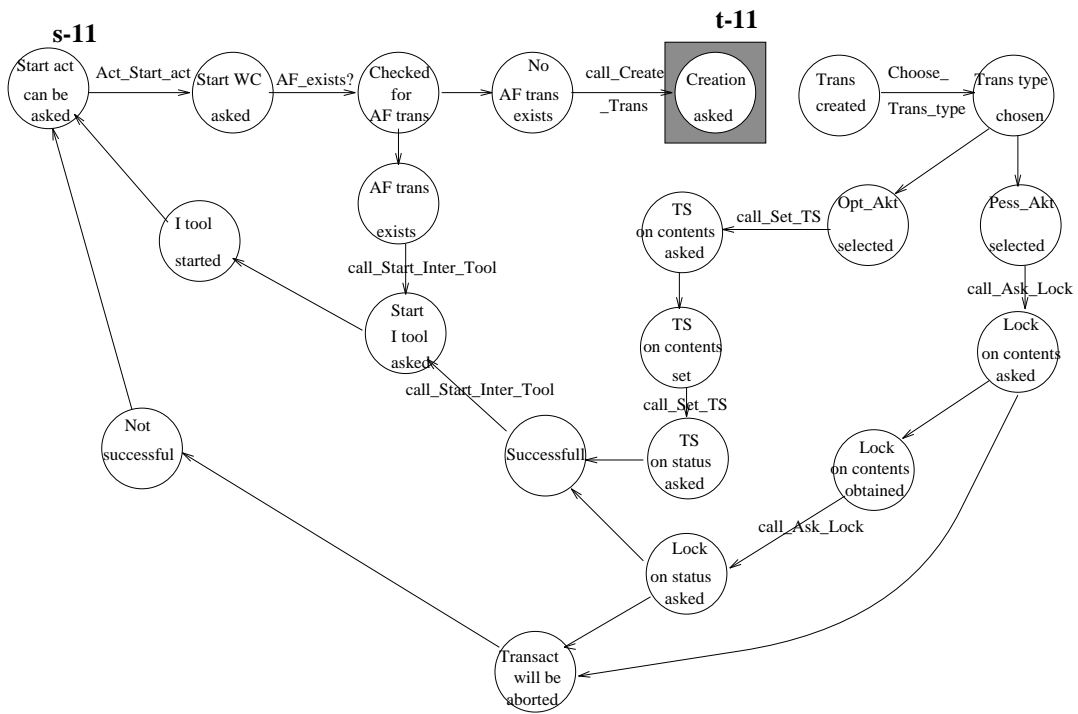 s-11
t-11
Start act
can be
asked
Act_Start_act
Start WC
asked
AF_exists?
Checked
for
AF trans
No
AF trans
exists
call_Create
_Trans
Creation
asked
Trans
created
Choose_
Trans_type
Trans type
chosen
AF trans
exists
I tool
started
call_Start_Inter_Tool
Start
I tool
asked
call_Start_Inter_Tool
TS
on contents
asked
call_Set_TS
Opt_Akt
selected
Pess_Akt
selected
call_Ask_Lock
TS
on contents
set
call_Set_TS
Lock
on contents
asked
Not
successful
Successfull
TS
on status
asked
Lock
on contents
obtained
call_Ask_Lock
Lock
on status
asked
Transact
will be
aborted